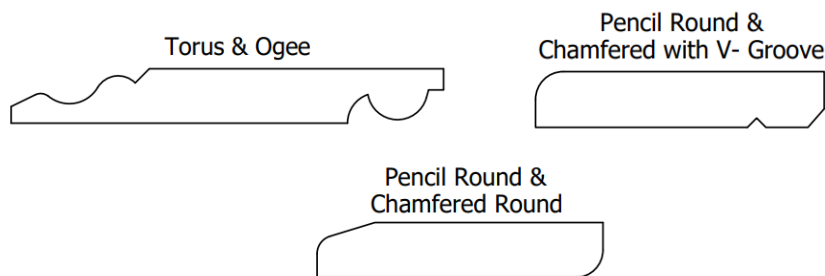 Torus & Ogee
Pencil Round &
Chamfered with V- Groove
Pencil Round &
Chamfered Round